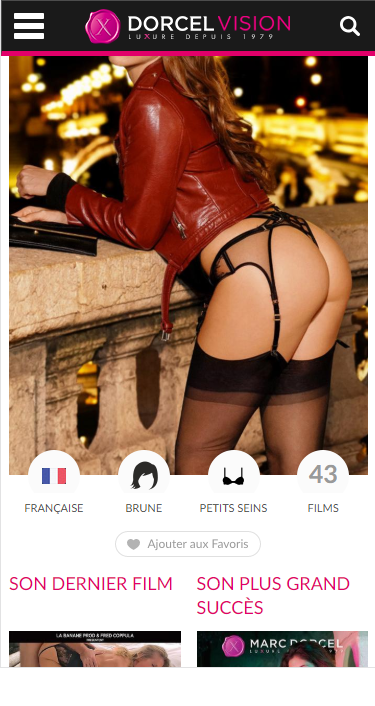 DORCEL VISION
LUXURE DEPUIS 1979
43
FRANÇAISE
BRUNE
PETITS SEINS
FILMS
Ajouter aux Favoris
SON DERNIER FILM
SON PLUS GRAND
SUCCÈS
LA BANANE PROD & FRED COPPULA
MARC DORCEL